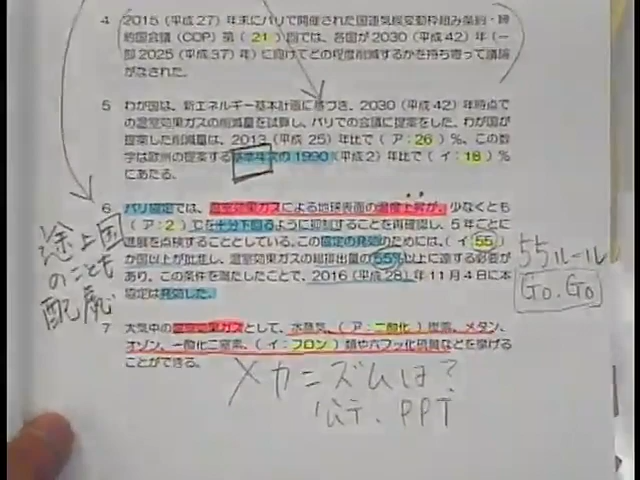 4 2015（平成27）年末にパリで開催された国連気候変動枠組み条約・締
約国会議（COP）第（ 21 ）回では、各国が2030（平成42）年（一
部2025（平成37）年）に向けてどの程度削減するかを持ち寄って議論
がなされた。
5 わが国は、新エネルギー基本計画に基づき、2030（平成42）年時点で
の温室効果ガスの削減量を試算し、パリでの会議に提案をした。わが国が
提案した削減量は、2013（平成25）年比で（ ア：26 ）％、この数
字は欧州の提案する基準年次の1990（平成2）年比で（ イ：18 ）％
にあたる。
6 パリ協定では、温室効果ガスによる地球表面の温度上昇が、少なくとも
（ ア：2 ）℃を十分下回るように抑制することを再確認し、5年ごとに
進展を点検することとしている。この協定の発効のためには、（ イ：55 ）
か国以上が批准し、温室効果ガスの総排出量の55％以上に達する必要が
あり、この条件を満たしたことで、2016（平成28）年11月4日に本
協定は発効した。
途上国
のことも
配慮
55ルール
Go.Go
7 大気中の温室効果ガスとして、水蒸気、（ ア：二酸化 ）炭素、メタン、
オゾン、一酸化二窒素、（ イ：フロン ）類や六フッ化硫黄などを挙げる
ことができる。
メカニズムは？
公テ、PPT